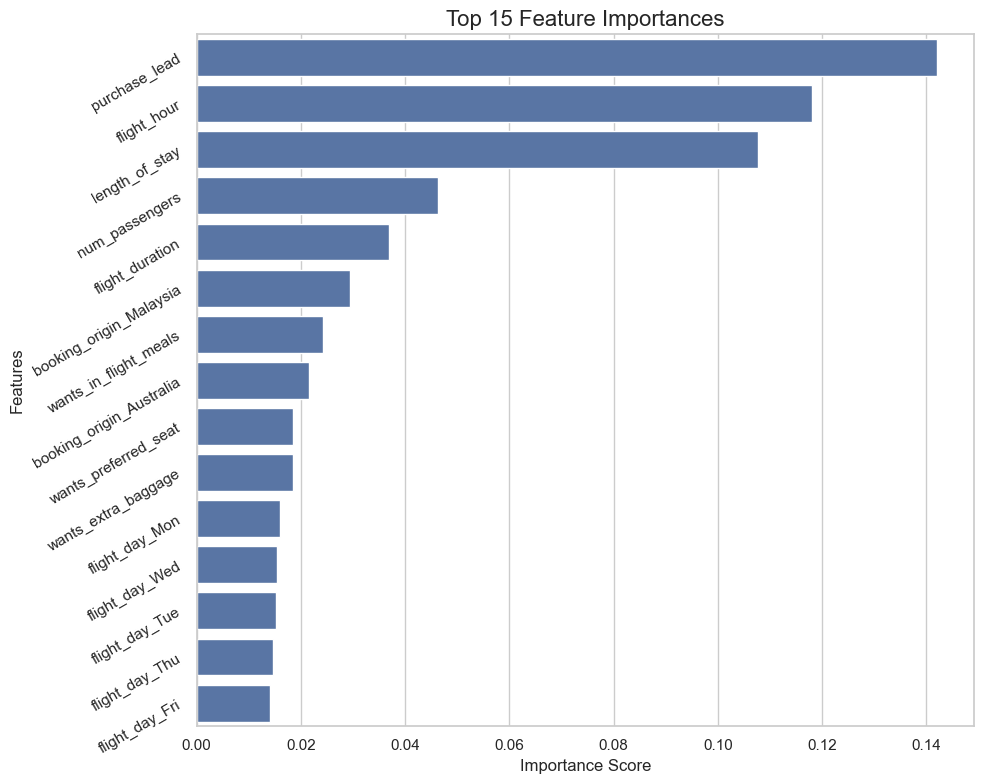 Top 15 Feature Importances
purchase_lead
flight_hour
length_of_stay
num_passengers
flight_duration
booking_origin_Malaysia
wants_in_flight_meals
booking_origin_Australia
wants_preferred_seat
wants_extra_baggage
flight_day_Mon
flight_day_Wed
flight_day_Tue
flight_day_Thu
flight_day_Fri
Features
0.00 0.02 0.04 0.06 0.08 0.10 0.12 0.14
Importance Score